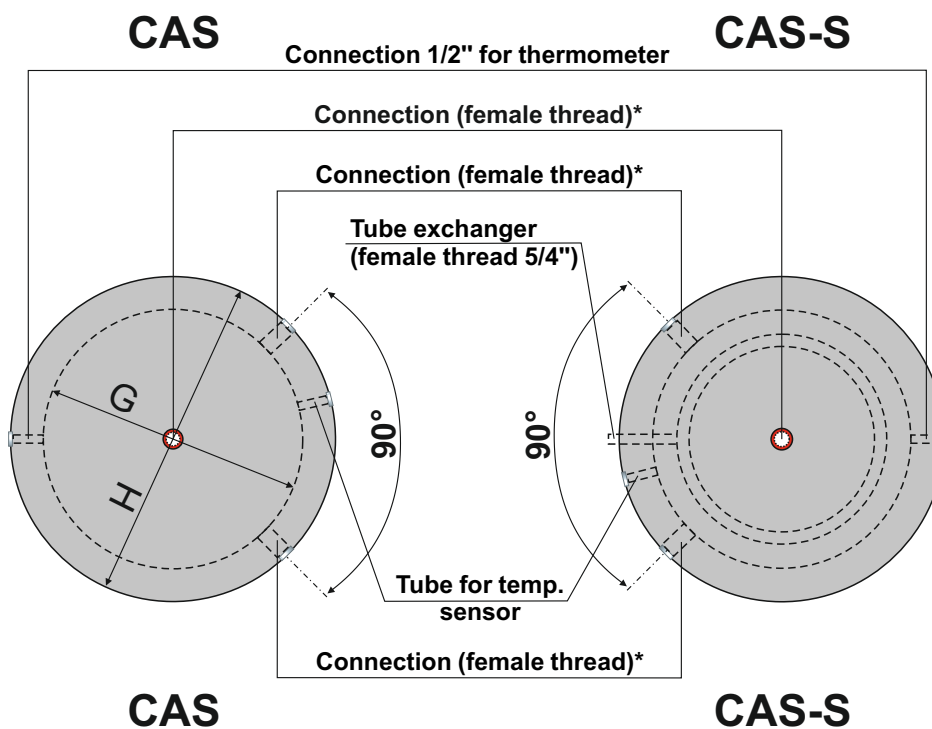 CAS
CAS-S
Connection 1/2" for thermometer
Connection (female thread)*
Connection (female thread)*
Tube exchanger
(female thread 5/4")
G
H
90°
90°
Tube for temp.
sensor
Connection (female thread)*
CAS
CAS-S